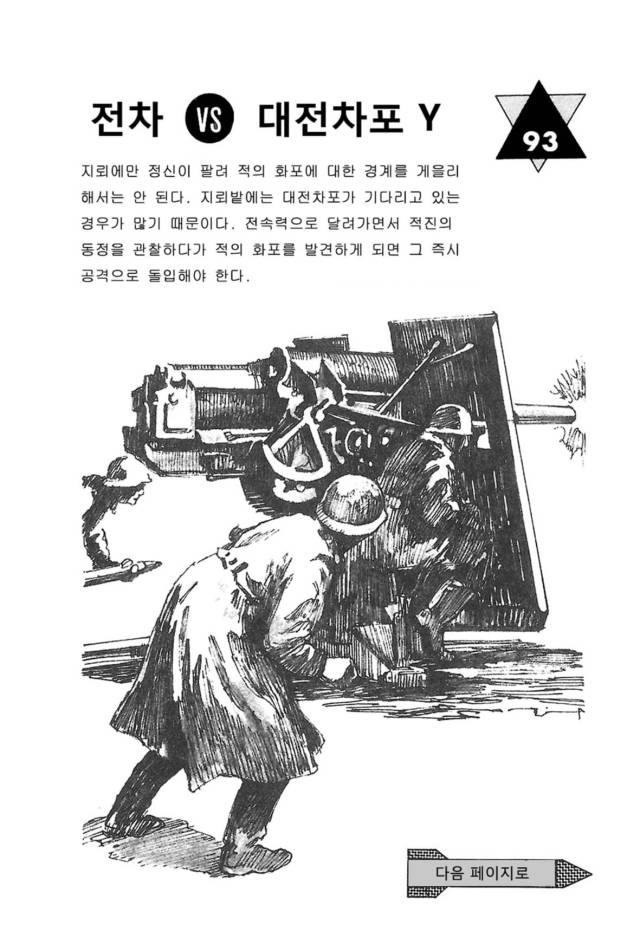 전차 VS 대전차포 Y
93
지뢰에만 정신이 팔려 적의 화포에 대한 경계를 게을리
해서는 안 된다. 지뢰밭에는 대전차포가 기다리고 있는
경우가 많기 때문이다. 전속력으로 달려가면서 적진의
동정을 관찰하다가 적의 화포를 발견하게 되면 그 즉시
공격으로 돌입해야 한다.
다음 페이지로